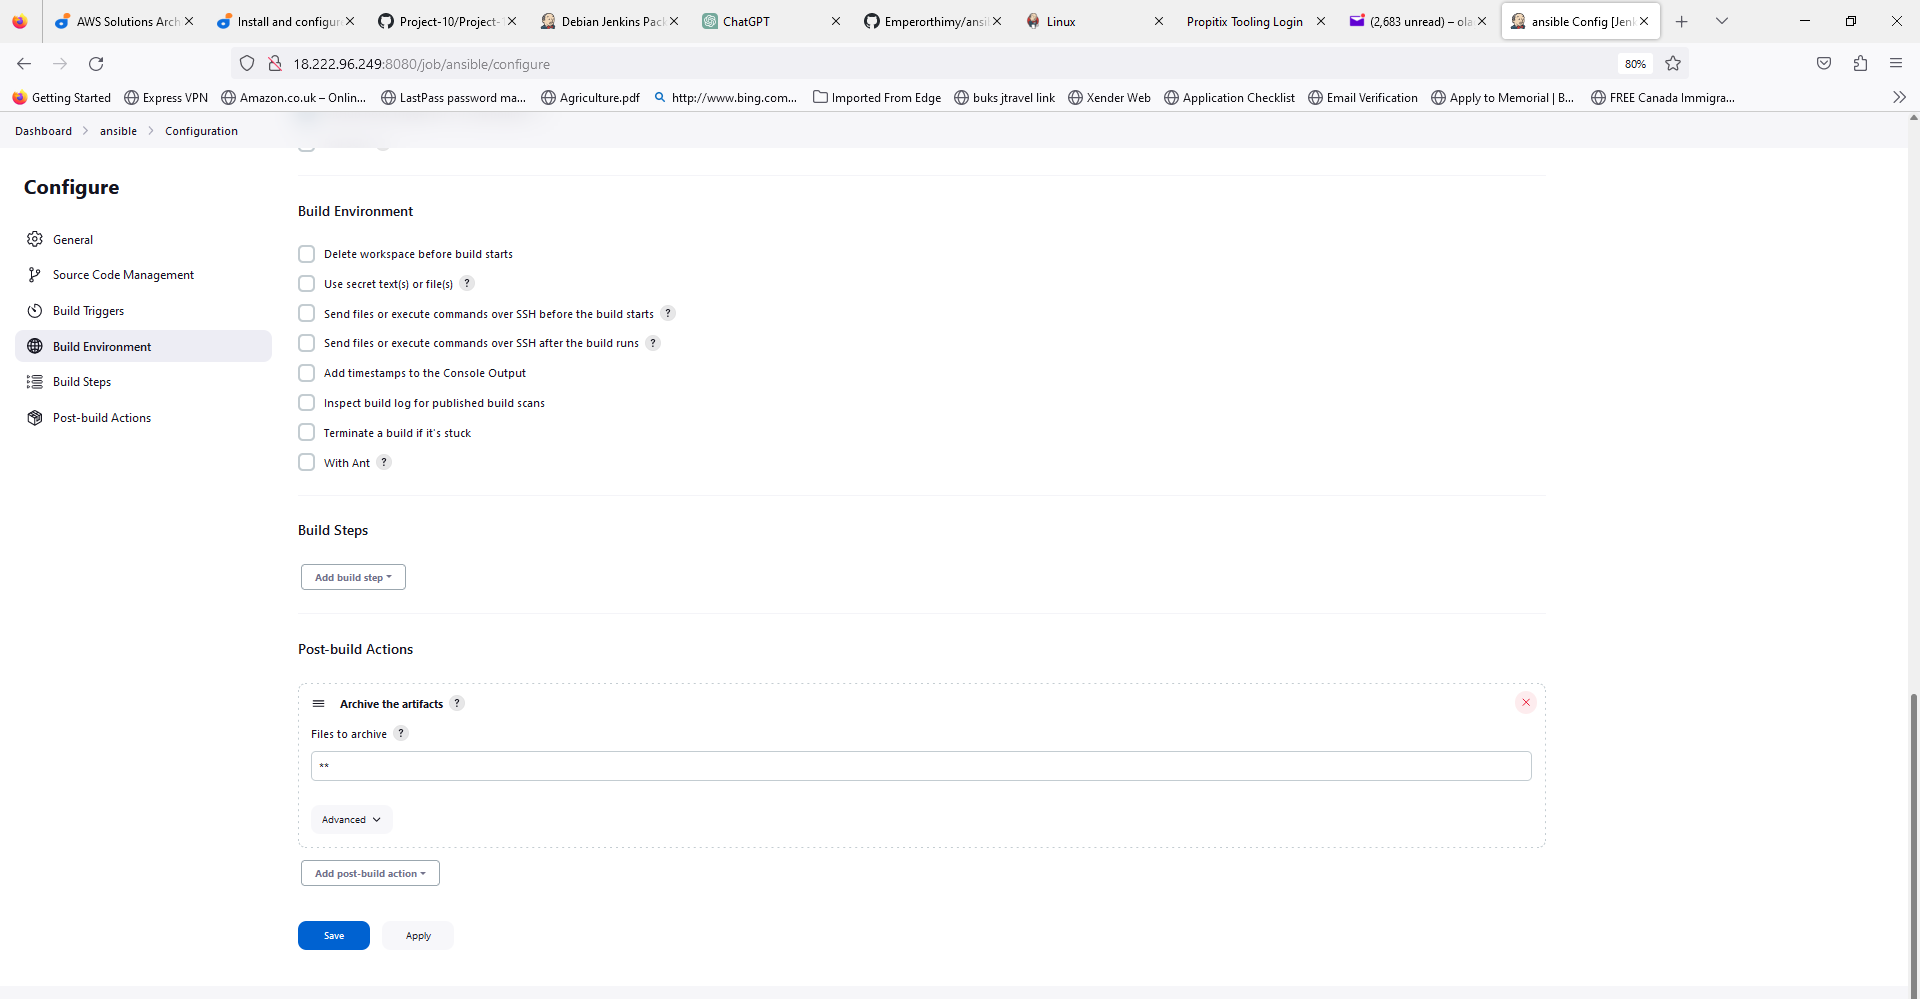 AWS Solutions Arch
Install and configur
Project-10/Project-1
Debian Jenkins Pack
ChatGPT
Emperorthimy/ansil
Linux
Propitix Tooling Login
(2,683 unread) – ola
ansible Config [Jenk
18.222.96.249:8080/job/ansible/configure
80%
Getting Started
Express VPN
Amazon.co.uk – Onlin...
LastPass password ma...
Agriculture.pdf
http://www.bing.com...
Imported From Edge
buks jtravel link
Xender Web
Application Checklist
Email Verification
Apply to Memorial | B...
FREE Canada Immigra...
Dashboard
ansible
Configuration
Configure
General
Source Code Management
Build Triggers
Build Environment
Build Steps
Post-build Actions
Build Environment
Delete workspace before build starts
Use secret text(s) or file(s) ?
Send files or execute commands over SSH before the build starts ?
Send files or execute commands over SSH after the build runs ?
Add timestamps to the Console Output
Inspect build log for published build scans
Terminate a build if it's stuck
With Ant ?
Build Steps
Add build step
Post-build Actions
Archive the artifacts ?
Files to archive ?
**
Advanced
Add post-build action
Save
Apply